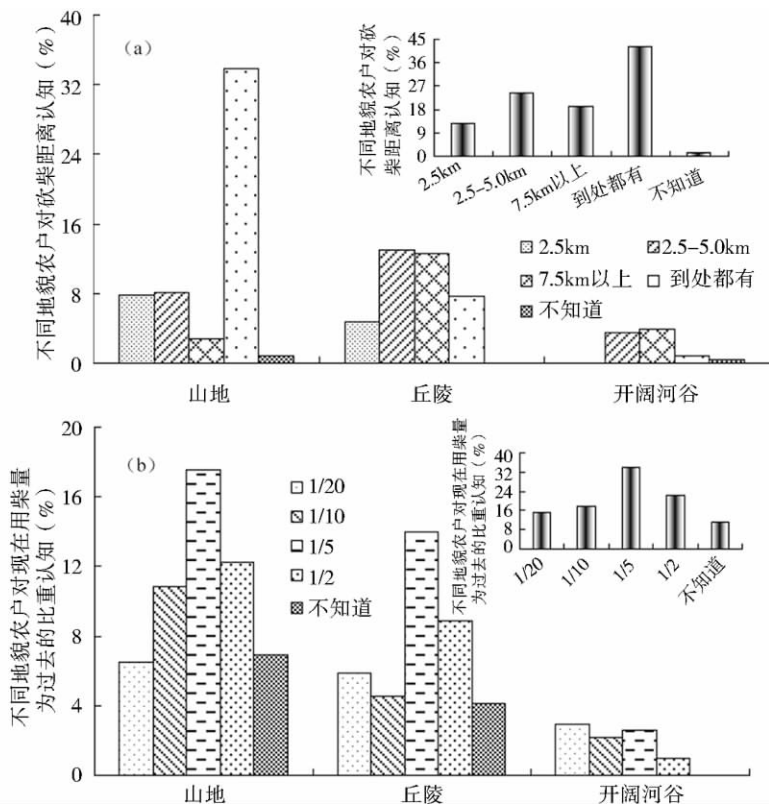 (a)
不同地貌农户对砍柴距离认知(%)
40
32
24
16
8
0
山地
丘陵
开阔河谷
不同地貌农户对砍
柴距离认知(%)
45
36
27
18
9
0
2.5km
2.5-5.0km
7.5km以上
到处都有
不知道
2.5km
2.5-5.0km
7.5km以上
到处都有
不知道
(b)
不同地貌农户对现在用柴量
为过去的比重认知(%)
20
16
12
8
4
0
山地
丘陵
开阔河谷
1/20
1/10
1/5
1/2
不知道
不同地貌农户对现在用柴量
为过去的比重认知(%)
40
32
24
16
8
0
1/20
1/10
1/5
1/2
不知道